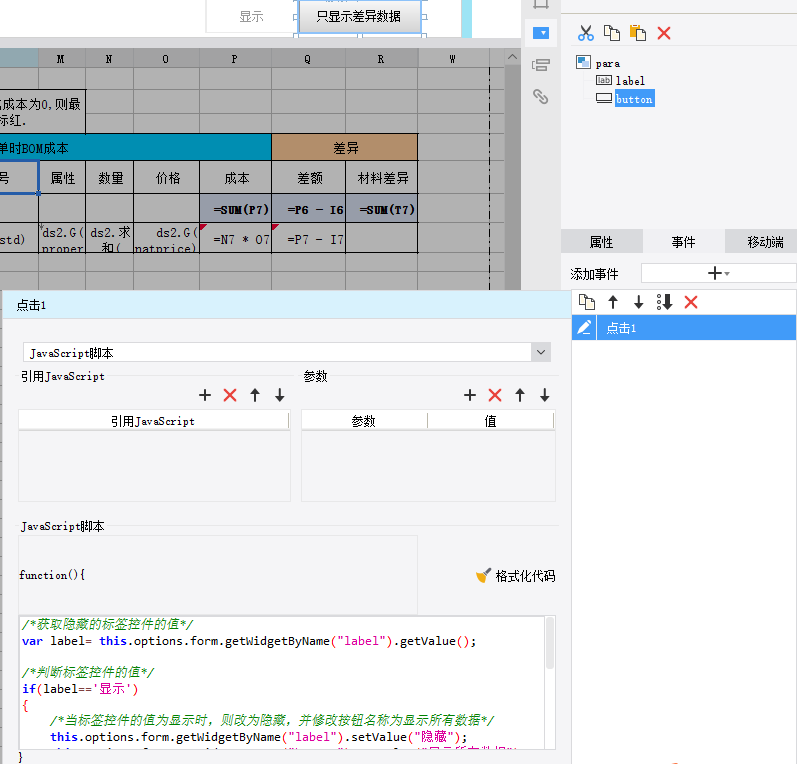 显示
只显示差异数据
para
label
button
M N O P Q R W
成本为0,则最
标红.
单时BOM成本 差异
号 属性 数量 价格 成本 差额 材料差异
=SUM(P7) =P6 - I6 =SUM(T7)
std) ds2.G(
proper ds2.求
和( ds2.G(
natprice) =N7 * O7 =P7 - I7
属性 事件 移动端
添加事件
点击1
点击1
JavaScript脚本
引用JavaScript 参数
引用JavaScript 参数 值
JavaScript脚本
function(){
格式化代码
/*获取隐藏的标签控件的值*/
var label= this.options.form.getWidgetByName("label").getValue();
/*判断标签控件的值*/
if(label=='显示')
{
/*当标签控件的值为显示时，则改为隐藏，并修改按钮名称为显示所有数据*/
this.options.form.getWidgetByName("label").setValue("隐藏");
}